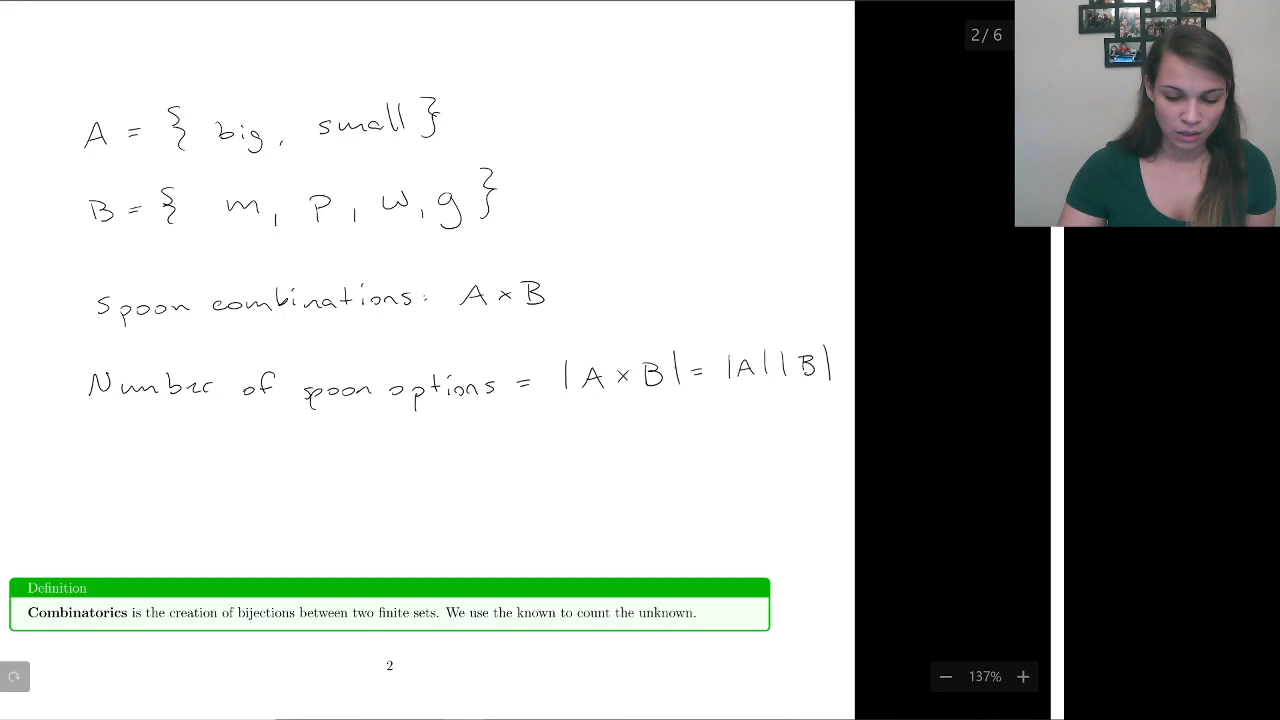 2 / 6
A = { big, small }
B = { m, p, w, g }
spoon combinations: A × B
Number of spoon options = | A × B | = |A| |B|
Definition
Combinatorics is the creation of bijections between two finite sets. We use the known to count the unknown.
2
137%